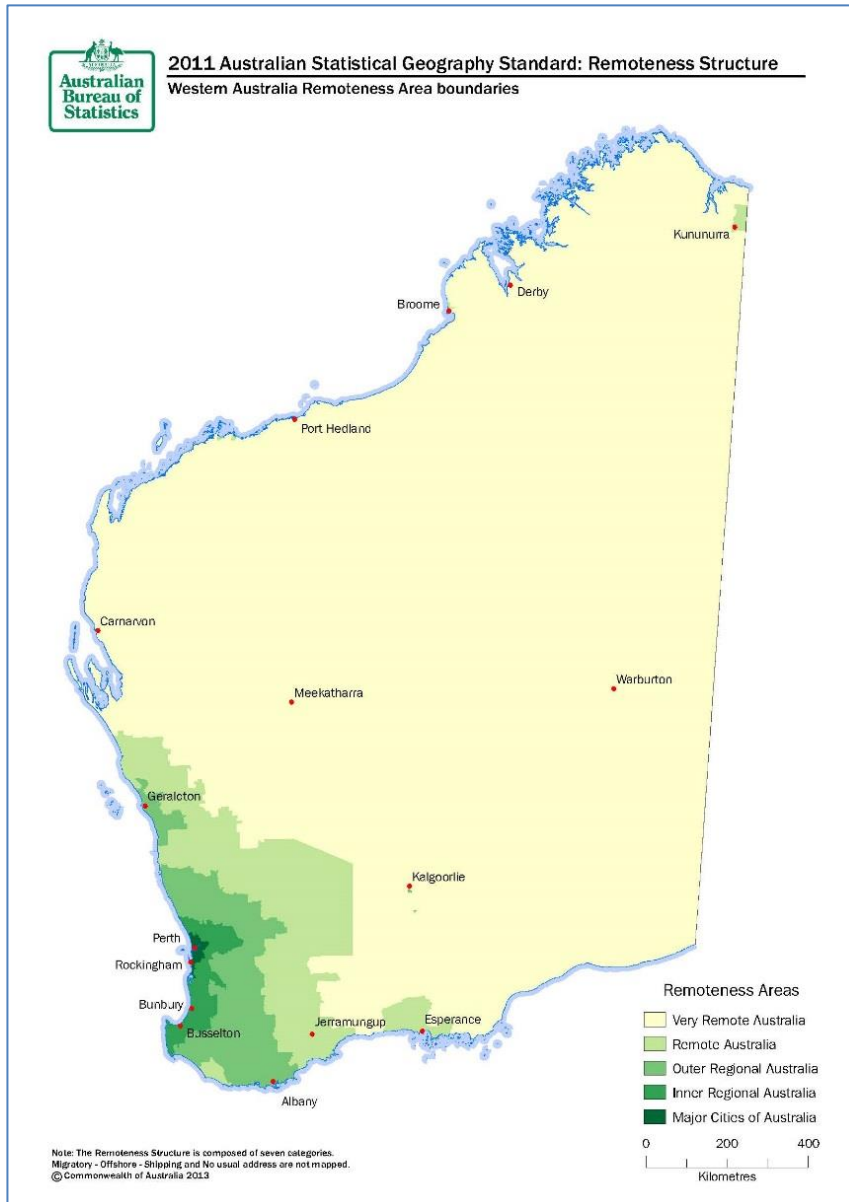 Australian
Bureau of
Statistics
2011 Australian Statistical Geography Standard: Remoteness Structure
Western Australia Remoteness Area boundaries
Kununurra
Derby
Broome
Port Hedland
Carnarvon
Meekatharra
Warburton
Geralcton
Kalgoorlie
Perth
Rockingham
Bunbury
Busselton
Jerramungup
Esperance
Albany
Remoteness Areas
Very Remote Australia
Remote Australia
Outer Regional Australia
Inner Regional Australia
Major Cities of Australia
0 200 400
Kilometres
Note: The Remoteness Structure is composed of seven categories.
Migratory - Offshore - Shipping and No usual address are not mapped.
© Commonwealth of Australia 2013